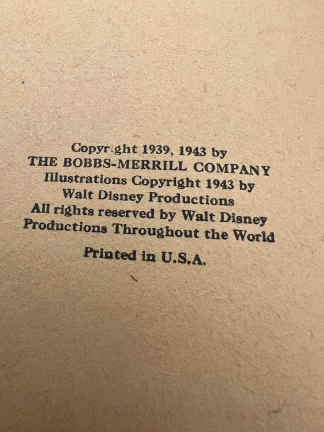 Copyright 1939, 1943 by
THE BOBBS-MERRILL COMPANY
Illustrations Copyright 1943 by
Walt Disney Productions
All rights reserved by Walt Disney
Productions Throughout the World
Printed in U.S.A.